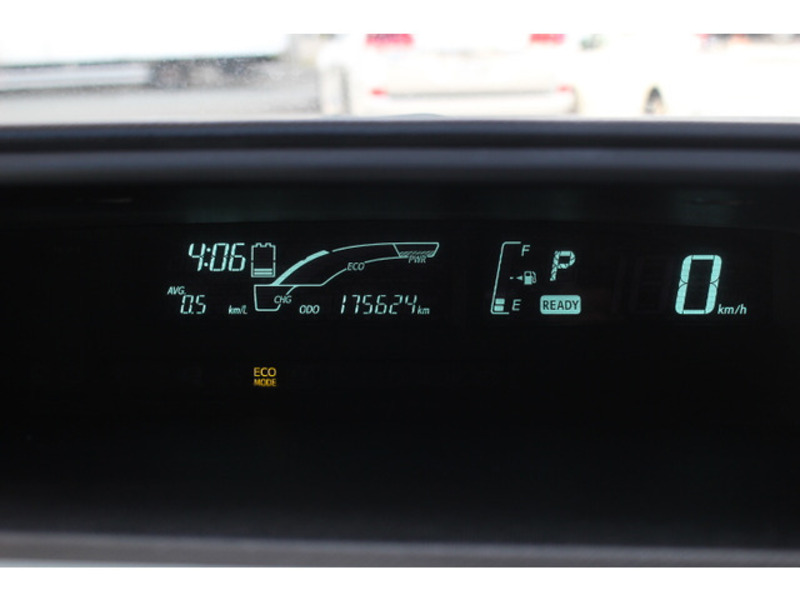 4:06
ECO
PWR
F
P
0
km/h
AVG.
0.5 km/L
CHG
ODO 175624 km
E
READY
ECO
MODE